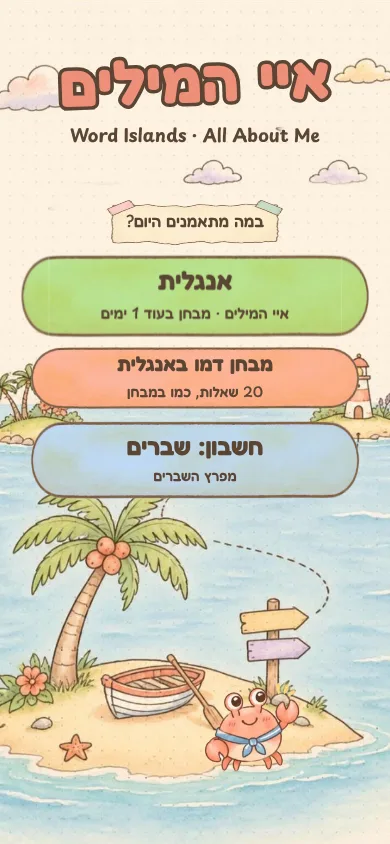 איי המילים
Word Islands · All About Me
במה מתאמנים היום?
אנגלית
איי המילים · מבחן בעוד 1 ימים
מבחן דמו באנגלית
20 שאלות, כמו במבחן
חשבון: שברים
מפרץ השברים